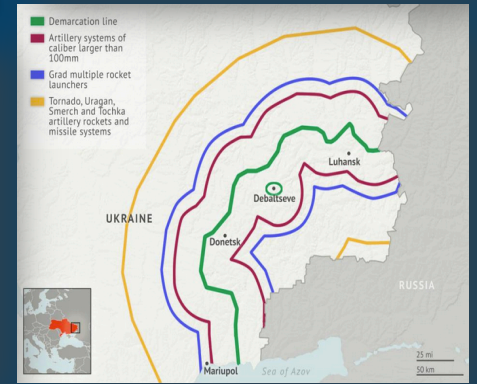 Demarcation line
Artillery systems of
caliber larger than
100mm
Grad multiple rocket
launchers
Tornado, Uragan,
Smerch and Tochka
artillery rockets and
missile systems
Luhansk
Debaltseve
UKRAINE
Donetsk
RUSSIA
25 mi
50 km
Mariupol
Sea of Azov